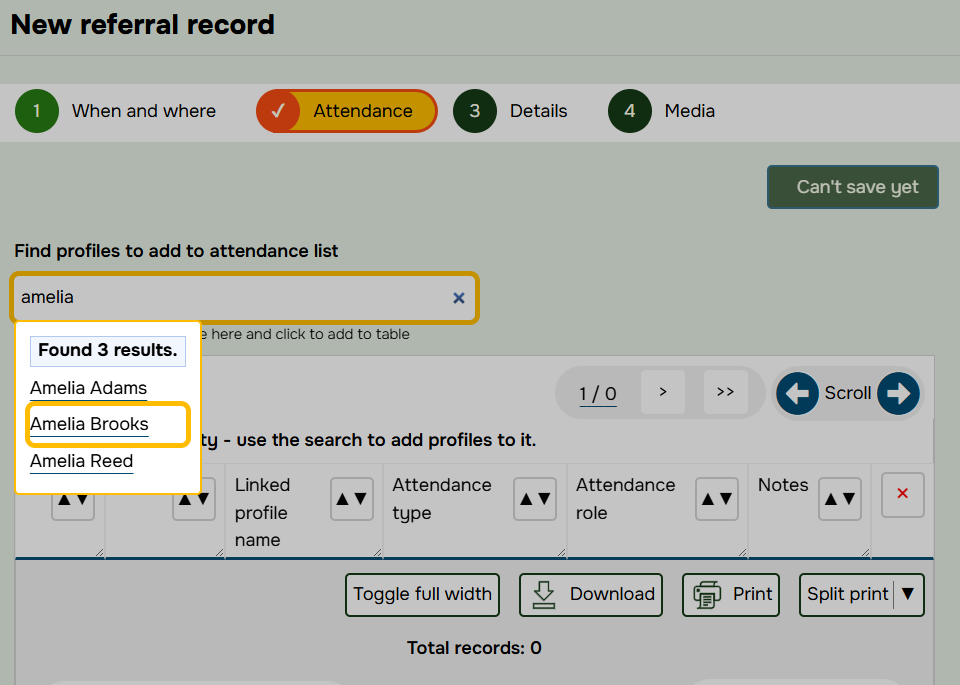 New referral record
1 When and where ✓ Attendance 3 Details 4 Media
Can't save yet
Find profiles to add to attendance list
amelia ×
e here and click to add to table
Found 3 results.
Amelia Adams
Amelia Brooks
Amelia Reed
1 / 0 > >> Scroll
ty - use the search to add profiles to it.
▲▼ ▲▼ Linked profile name ▲▼ Attendance type ▲▼ Attendance role ▲▼ Notes ▲▼ ×
Toggle full width Download Print Split print ▼
Total records: 0